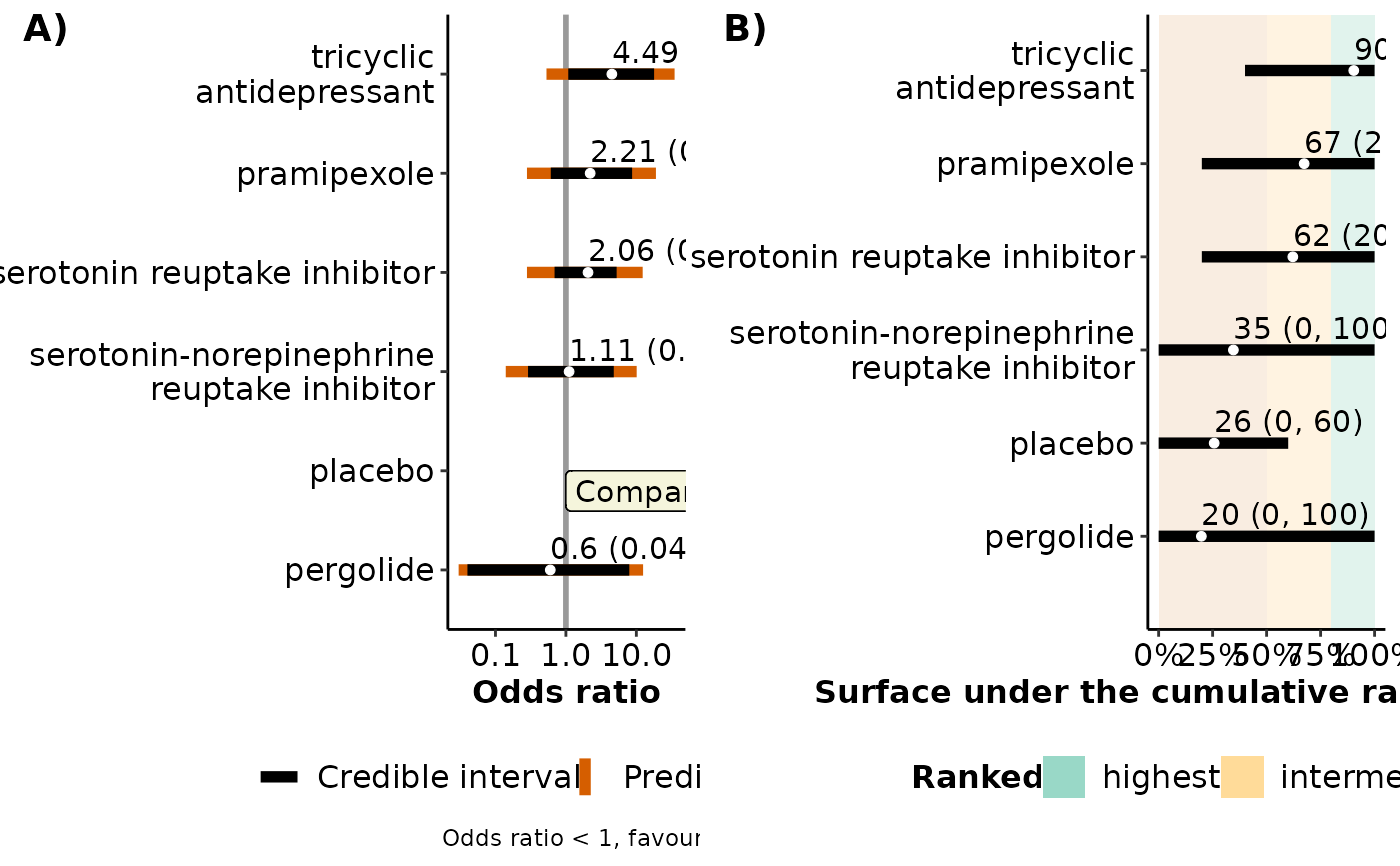 A)
tricyclic
antidepressant
4.49
pramipexole
2.21 (0
serotonin reuptake inhibitor
2.06 (0
serotonin-norepinephrine
reuptake inhibitor
1.11 (0.
placebo
Compar
pergolide
0.6 (0.04
0.1 1.0 10.0
Odds ratio
Credible interval Predi
Odds ratio < 1, favour
B)
tricyclic
antidepressant
90
pramipexole
67 (2
serotonin reuptake inhibitor
62 (20
serotonin-norepinephrine
reuptake inhibitor
35 (0, 100
placebo
26 (0, 60)
pergolide
20 (0, 100)
0% 25% 50% 75% 100%
Surface under the cumulative ra
Ranked highest interme